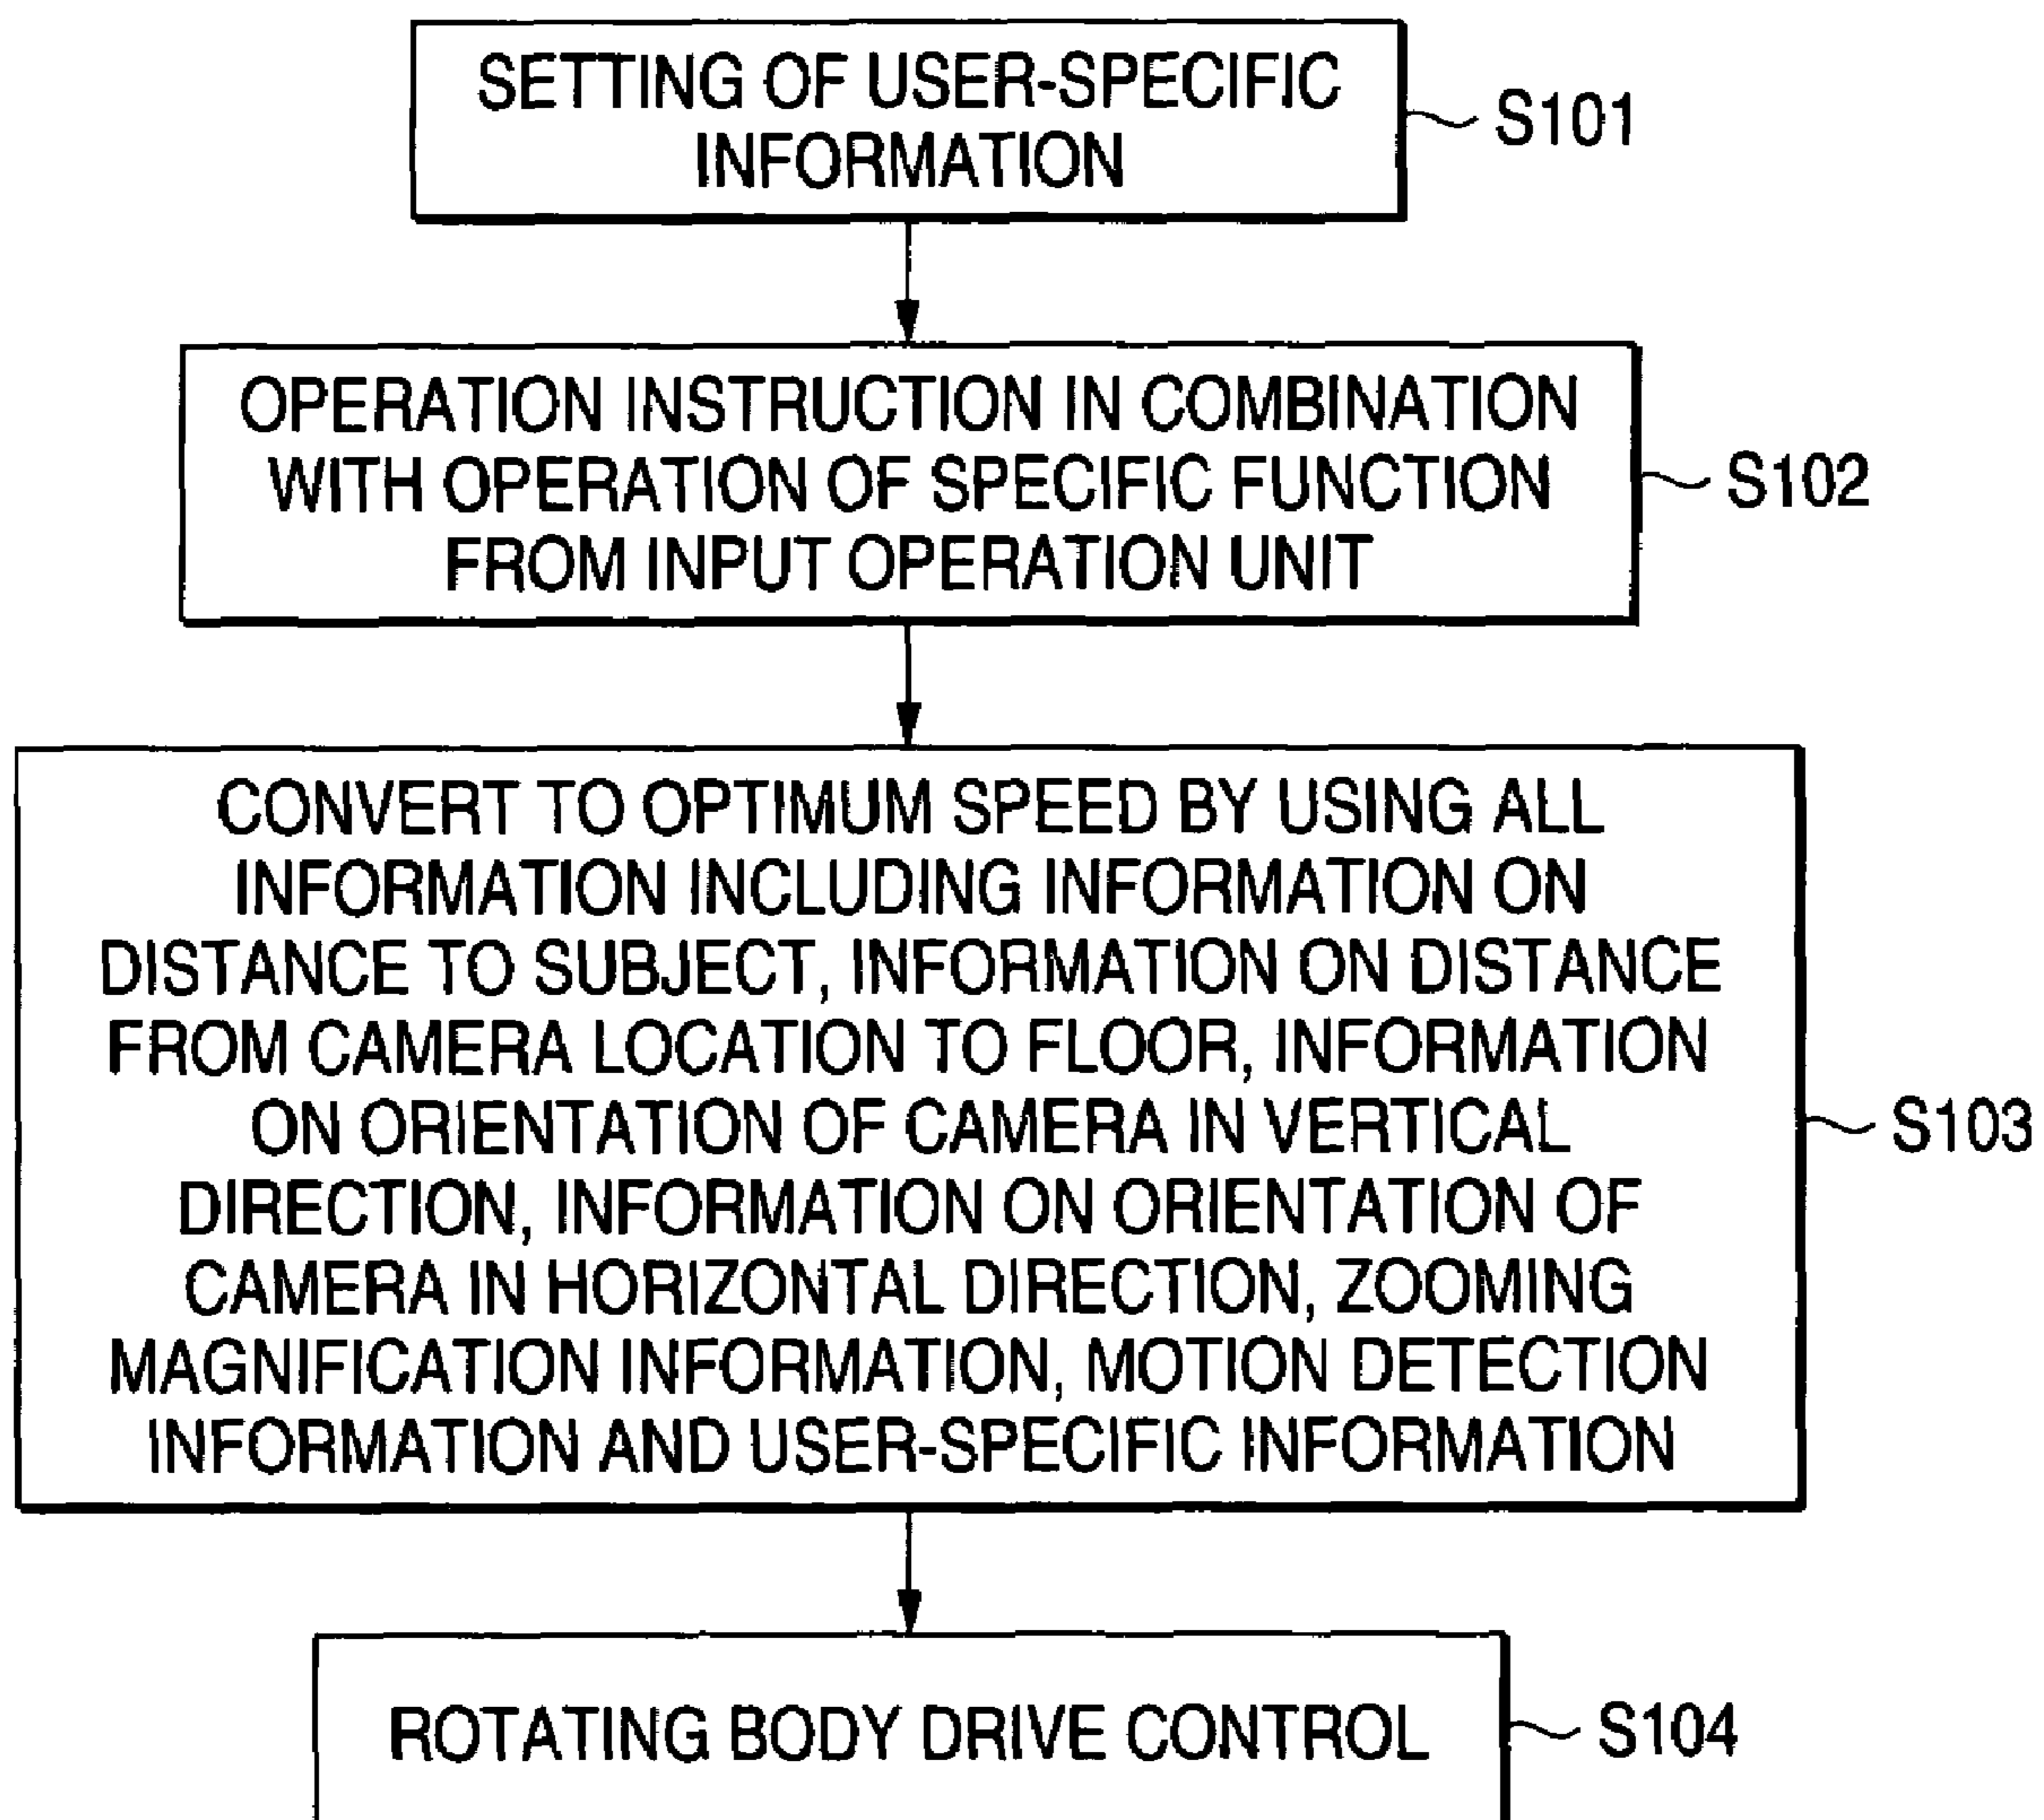 SETTING OF USER-SPECIFIC
INFORMATION
S101
OPERATION INSTRUCTION IN COMBINATION
WITH OPERATION OF SPECIFIC FUNCTION
FROM INPUT OPERATION UNIT
S102
CONVERT TO OPTIMUM SPEED BY USING ALL
INFORMATION INCLUDING INFORMATION ON
DISTANCE TO SUBJECT, INFORMATION ON DISTANCE
FROM CAMERA LOCATION TO FLOOR, INFORMATION
ON ORIENTATION OF CAMERA IN VERTICAL
DIRECTION, INFORMATION ON ORIENTATION OF
CAMERA IN HORIZONTAL DIRECTION, ZOOMING
MAGNIFICATION INFORMATION, MOTION DETECTION
INFORMATION AND USER-SPECIFIC INFORMATION
S103
ROTATING BODY DRIVE CONTROL
S104